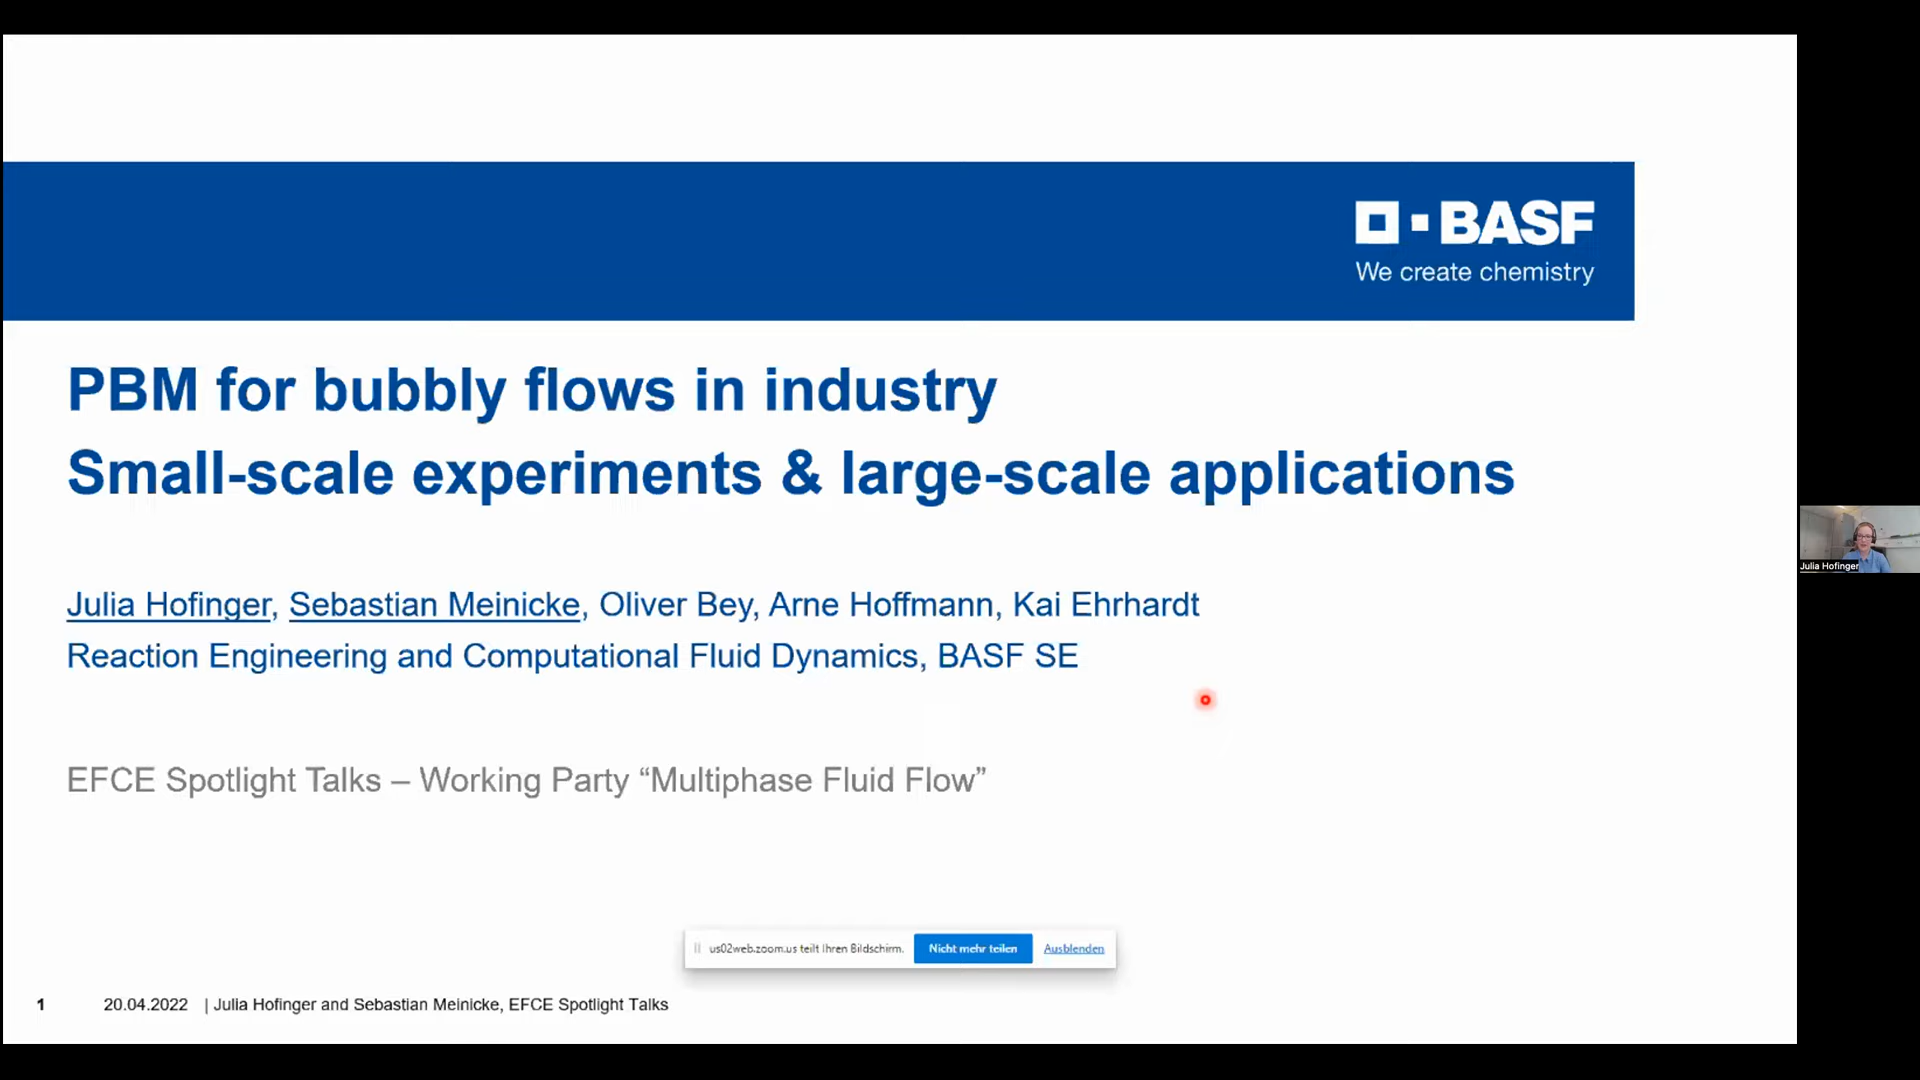 BASF
We create chemistry
PBM for bubbly flows in industry
Small-scale experiments & large-scale applications
Julia Hofinger, Sebastian Meinicke, Oliver Bey, Arne Hoffmann, Kai Ehrhardt
Reaction Engineering and Computational Fluid Dynamics, BASF SE
Julia Hofinger
EFCE Spotlight Talks – Working Party “Multiphase Fluid Flow”
us02web.zoom.us teilt Ihren Bildschirm. Nicht mehr teilen Ausblenden
1 20.04.2022 | Julia Hofinger and Sebastian Meinicke, EFCE Spotlight Talks